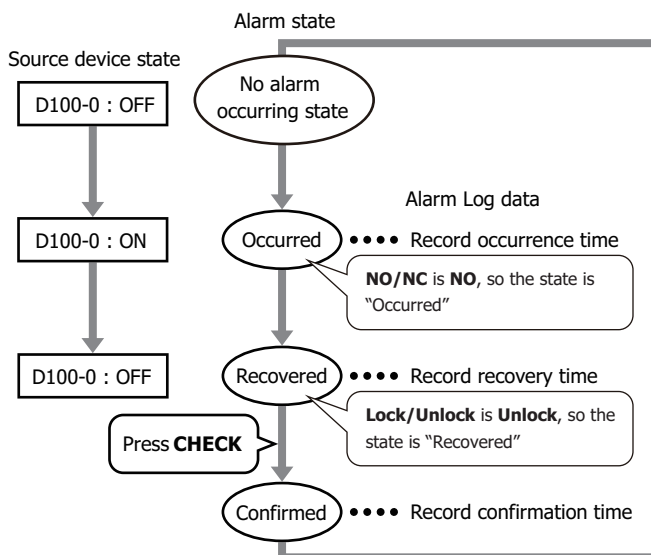 Alarm state
Source device state
D100-0 : OFF
No alarm
occurring state
Alarm Log data
D100-0 : ON
Occurred
•••• Record occurrence time
NO/NC is NO, so the state is
“Occurred”
D100-0 : OFF
Recovered
•••• Record recovery time
Lock/Unlock is Unlock, so the
state is “Recovered”
Press CHECK
Confirmed
•••• Record confirmation time